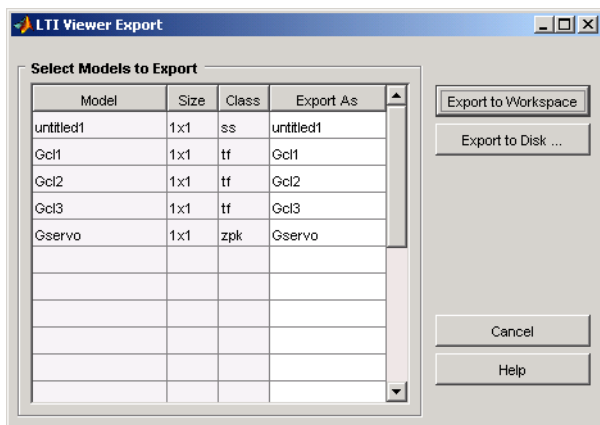 LTI Viewer Export
Select Models to Export
Model Size Class Export As
untitled1 1x1 ss untitled1
Gcl1 1x1 tf Gcl1
Gcl2 1x1 tf Gcl2
Gcl3 1x1 tf Gcl3
Gservo 1x1 zpk Gservo
Export to Workspace
Export to Disk ...
Cancel
Help